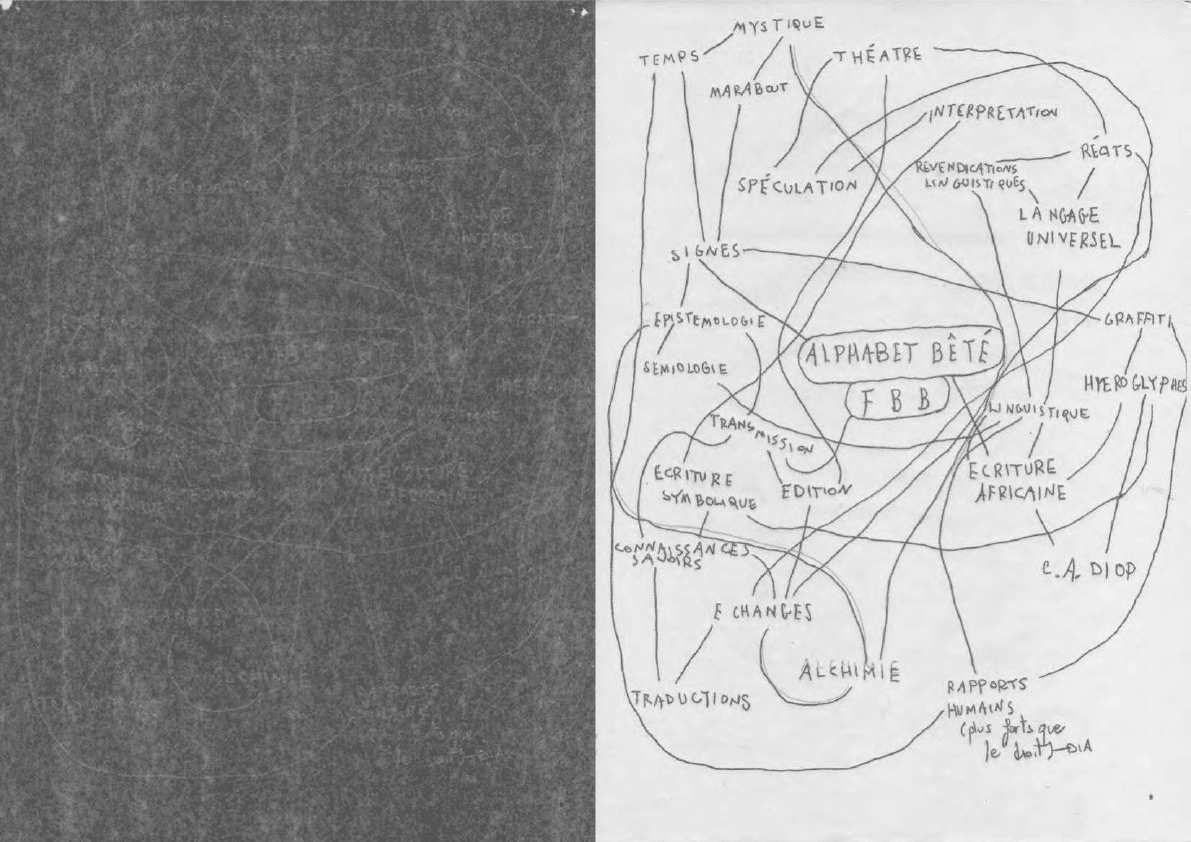 MYSTIQUE
TEMPS
THÉATRE
MARABOUT
INTERPRETATION
RÉCITS
REVENDICATIONS
LINGUISTIQUES
SPÉCULATION
LANGAGE
UNIVERSEL
SIGNES
EPISTEMOLOGIE
GRAFFITI
ALPHABET BÊTÉ
SEMIOLOGIE
HYEROGLYPHES
F B B
LINGUISTIQUE
TRANSMISSION
ECRITURE
SYMBOLIQUE
EDITION
ECRITURE
AFRICAINE
CONNAISSANCES
SAVOIRS
C.A. DIOP
ECHANGES
ALCHIMIE
TRADUCTIONS
RAPPORTS
HUMAINS
(plus forts que
le droit)—DIA